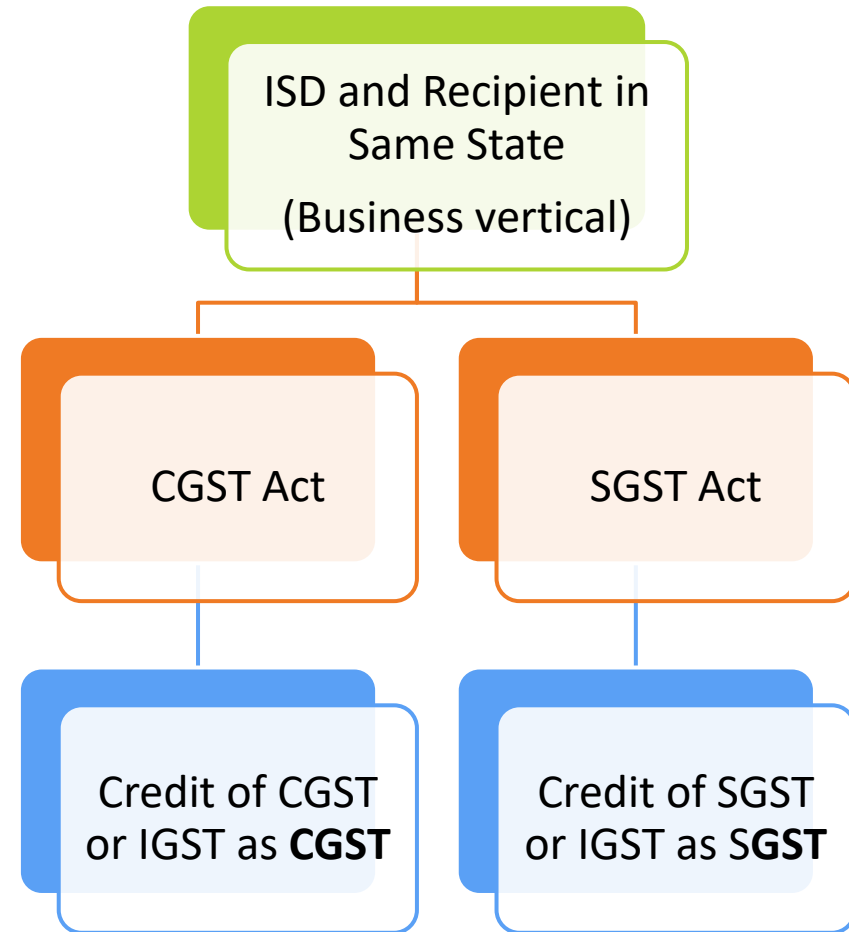 ISD and Recipient in
Same State
(Business vertical)
CGST Act
SGST Act
Credit of CGST
or IGST as CGST
Credit of SGST
or IGST as SGST